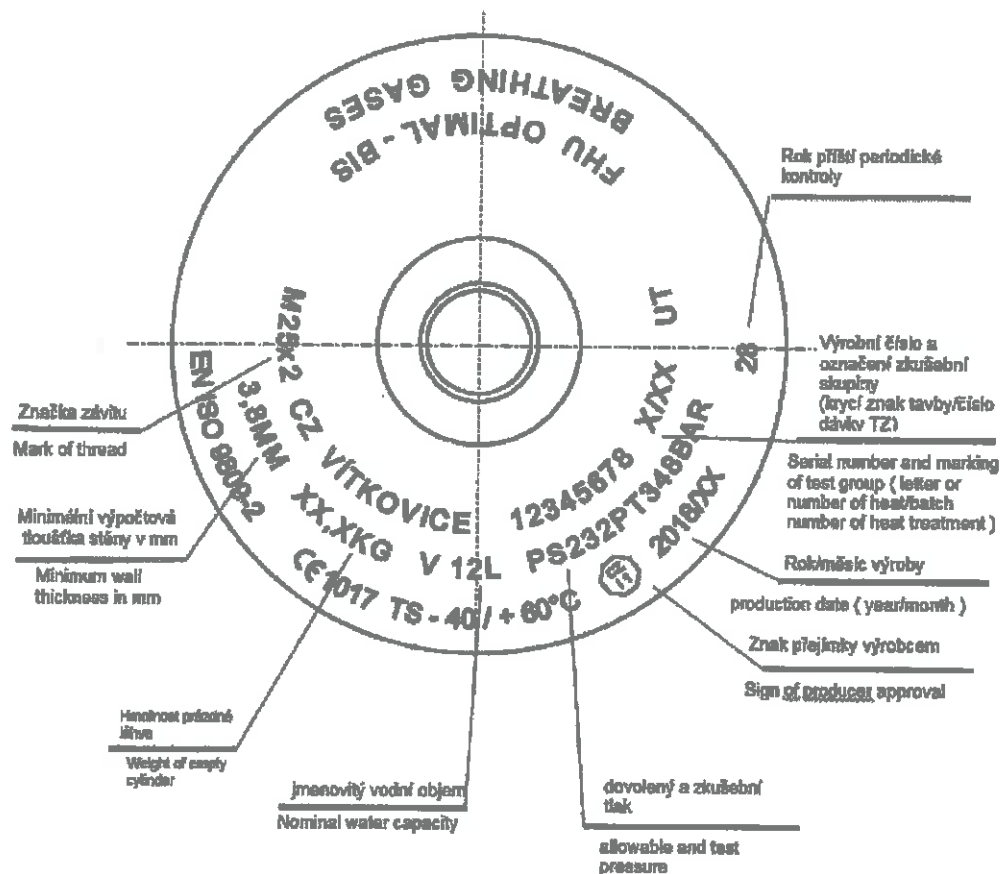 BREATHING GASES
FHU OPTIMAL - BIS
Rok příští periodické
kontroly
M25x2 CZ VÍTKOVICE 12345678 X/XX UT
28
3,8MM XX,XKG V 12L PS232PT348BAR
EN ISO 9809-2
CE1017 TS - 40 / + 60°C
2018/XX
Značka závitu
Mark of thread
Minimální výpočtová
tloušťka stěny v mm
Minimum wall
thickness in mm
Hmotnost prázdné
láhve
Weight of empty
cylinder
jmenovitý vodní objem
Nominal water capacity
dovolený a zkušební
tlak
allowable and test
pressure
Výrobní číslo a
označení zkušební
skupiny
(krycí znak tavby/číslo
dávky TZ)
Serial number and marking
of test group ( letter or
number of heat/batch
number of heat treatment )
Rok/měsíc výroby
production date ( year/month )
Znak přejímky výrobcem
Sign of producer approval